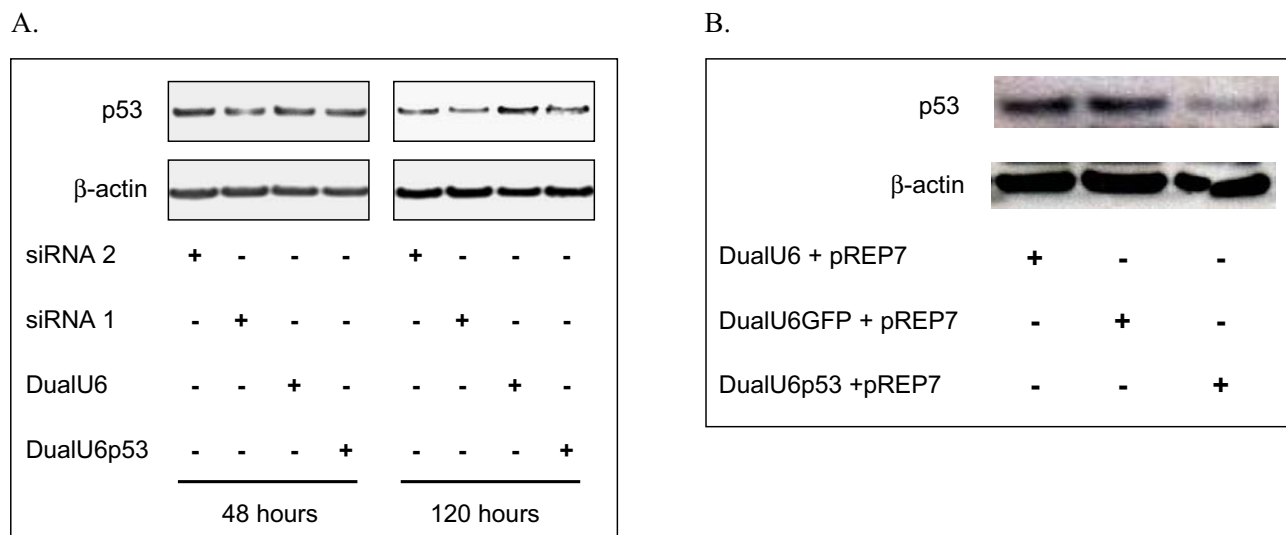 A.
p53
β-actin
siRNA 2 + - - - + - - -
siRNA 1 - + - - - + - -
DualU6 - - + - - - + -
DualU6p53 - - - + - - - +
48 hours 120 hours
B.
p53
β-actin
DualU6 + pREP7 + - -
DualU6GFP + pREP7 - + -
DualU6p53 +pREP7 - - +